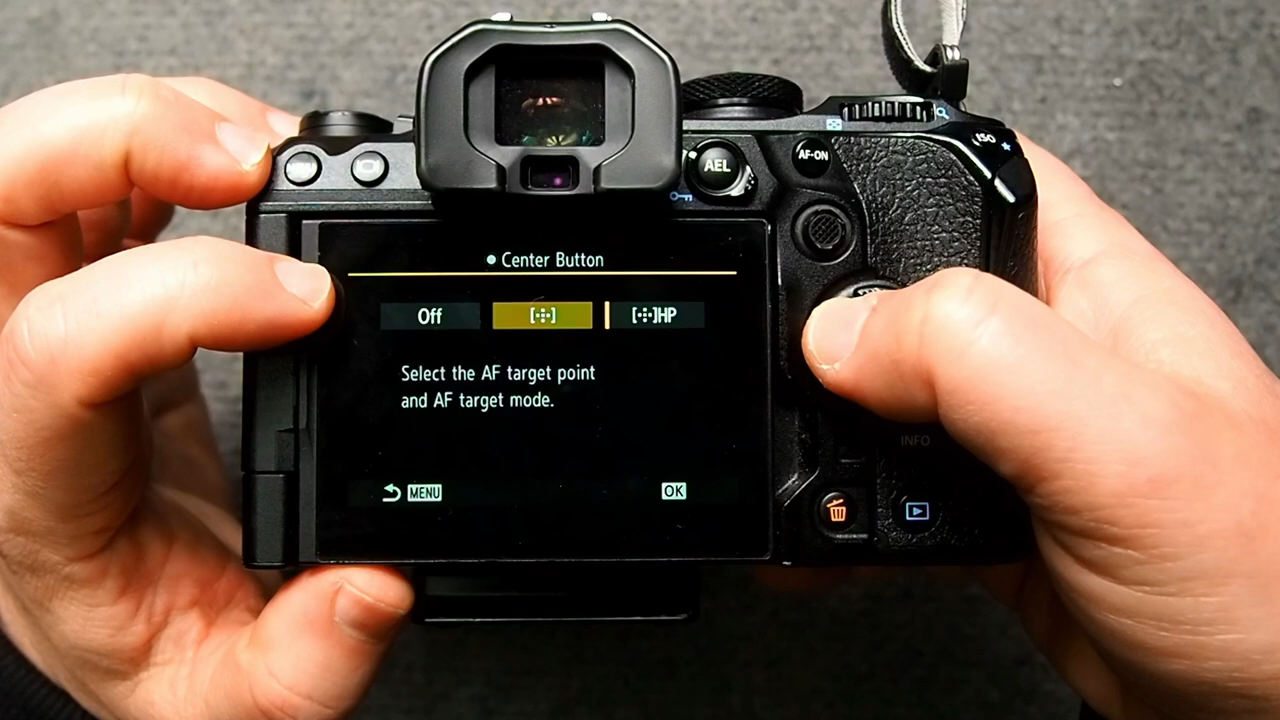 AEL
AF-ON
ISO
Center Button
Off
[·:·]
[·:·]HP
Select the AF target point
and AF target mode.
MENU
OK
INFO